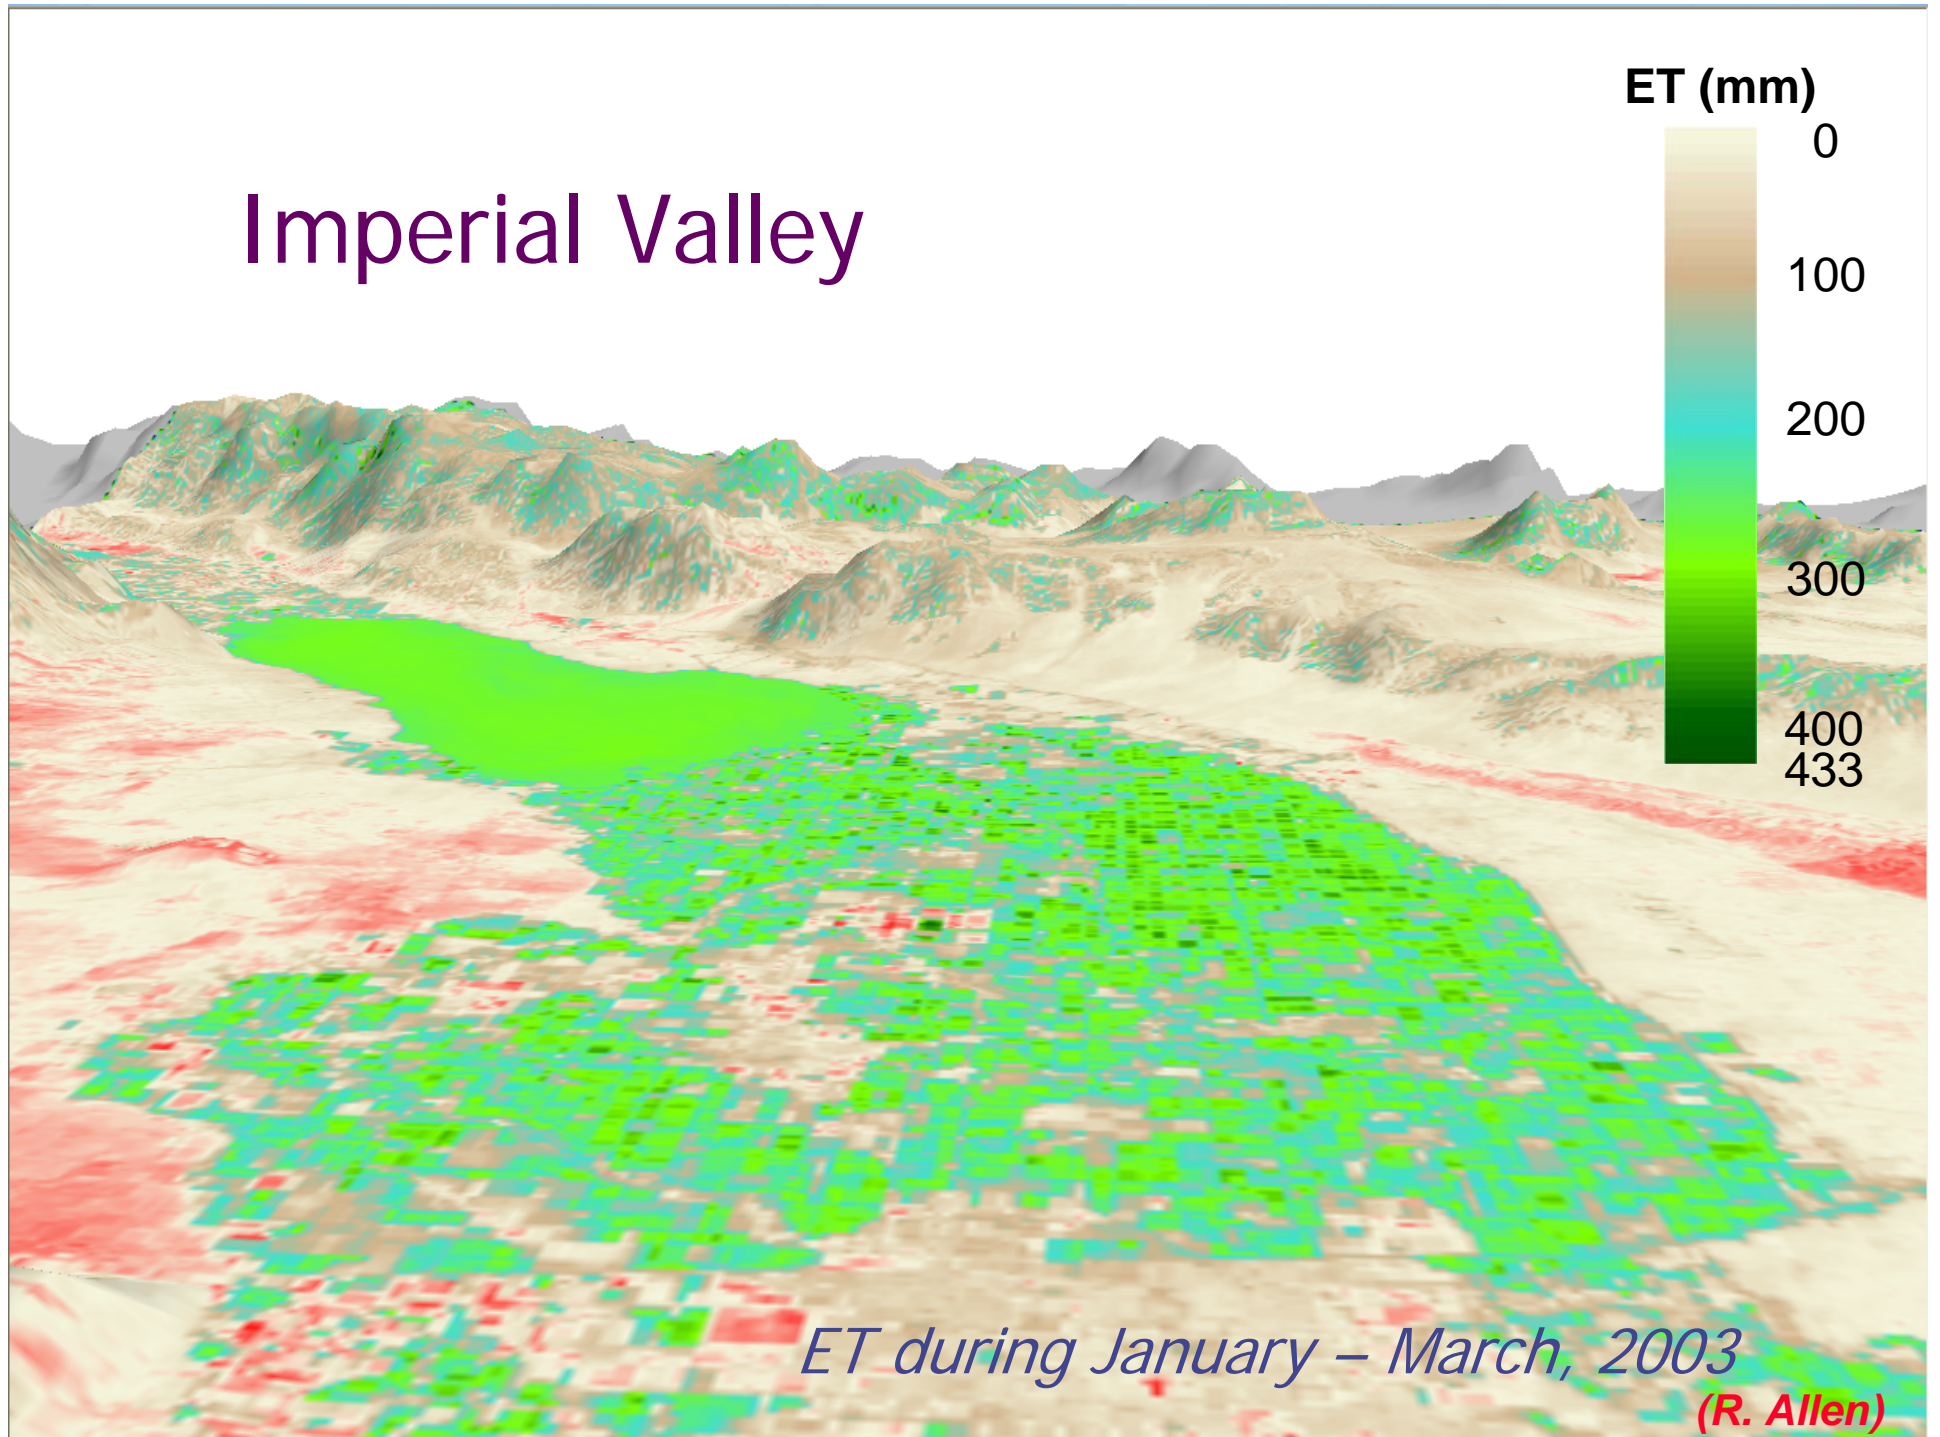 ET (mm)
0
Imperial Valley
100
200
300
400
433
ET during January – March, 2003
(R. Allen)